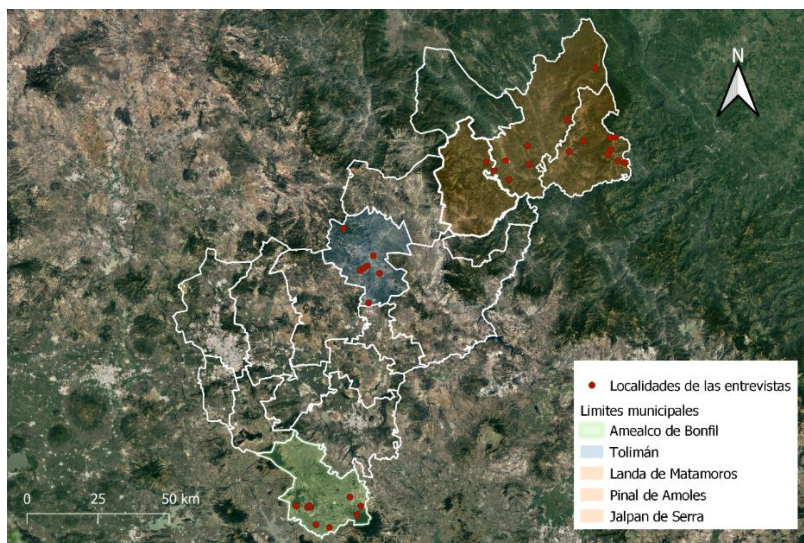 N
Localidades de las entrevistas
Limites municipales
Amealco de Bonfil
Tolimán
Landa de Matamoros
Pinal de Amoles
Jalpan de Serra
0 25 50 km